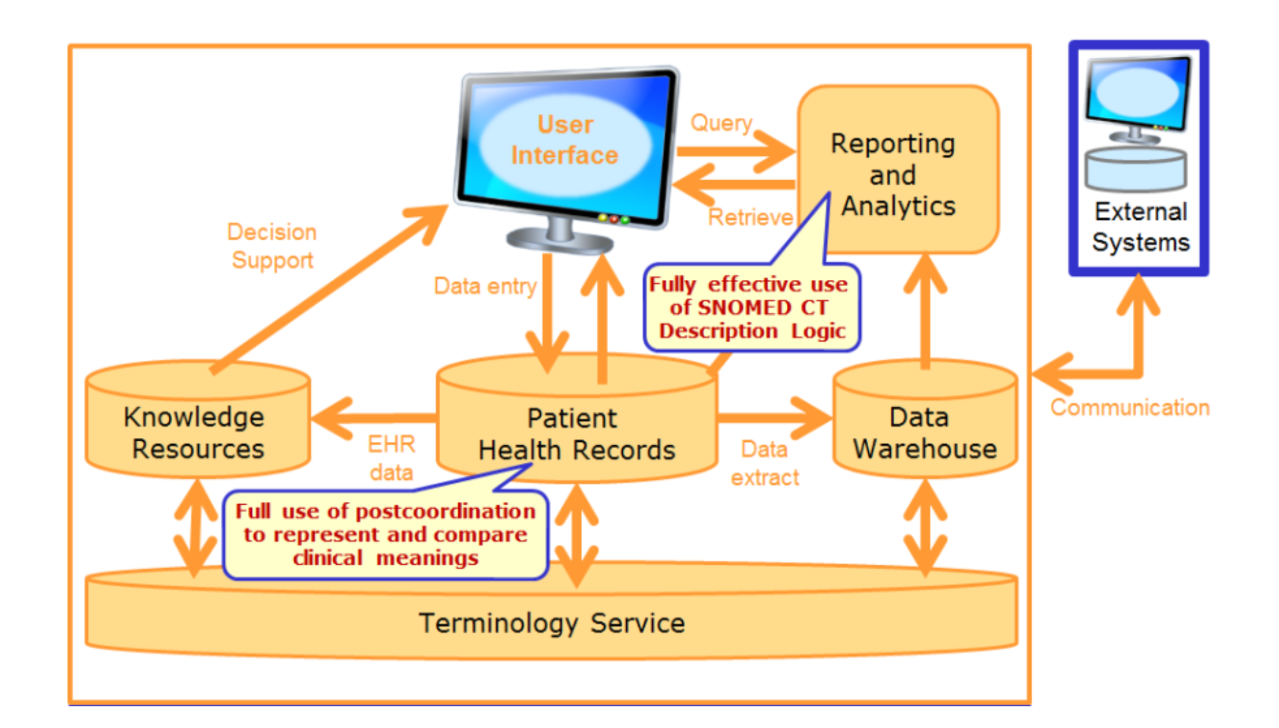 User
Interface
Query
Retrieve
Reporting
and
Analytics
External
Systems
Decision
Support
Data entry
Fully effective use
of SNOMED CT
Description Logic
Communication
Knowledge
Resources
EHR
data
Patient
Health Records
Data
extract
Data
Warehouse
Full use of postcoordination
to represent and compare
clinical meanings
Terminology Service